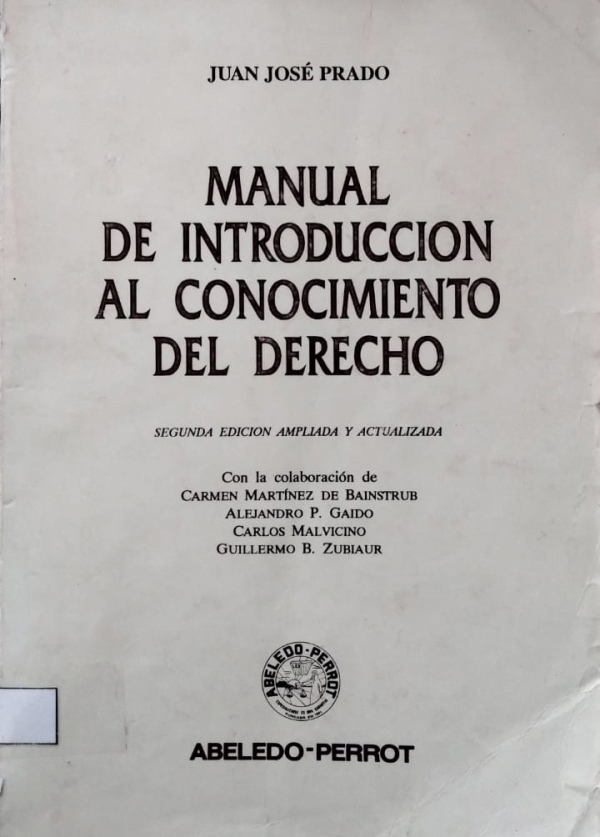 JUAN JOSÉ PRADO
MANUAL
DE INTRODUCCION
AL CONOCIMIENTO
DEL DERECHO
SEGUNDA EDICION AMPLIADA Y ACTUALIZADA
Con la colaboración de
CARMEN MARTÍNEZ DE BAINSTRUB
ALEJANDRO P. GAIDO
CARLOS MALVICINO
GUILLERMO B. ZUBIAUR
ABELEDO-PERROT
ABELEDO-PERROT